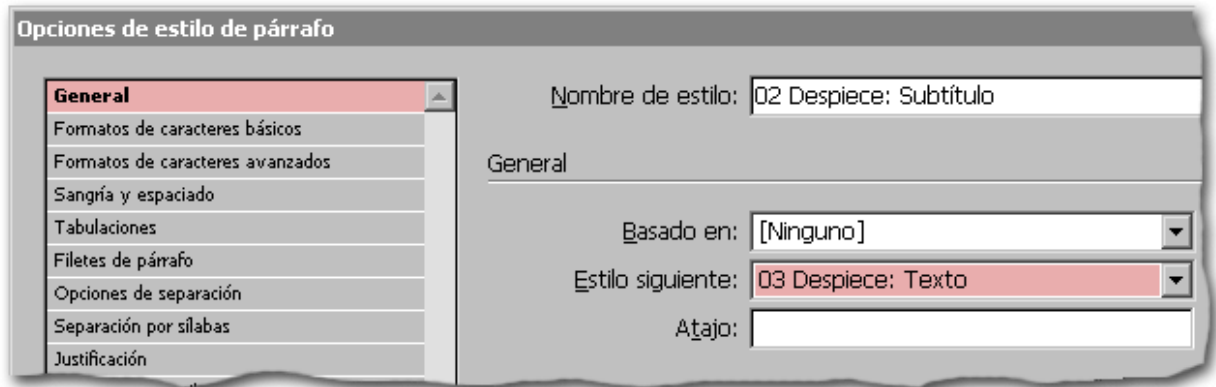 Opciones de estilo de párrafo
General
Formatos de caracteres básicos
Formatos de caracteres avanzados
Sangría y espaciado
Tabulaciones
Filetes de párrafo
Opciones de separación
Separación por sílabas
Justificación
Nombre de estilo: 02 Despiece: Subtítulo
General
Basado en: [Ninguno]
Estilo siguiente: 03 Despiece: Texto
Atajo: